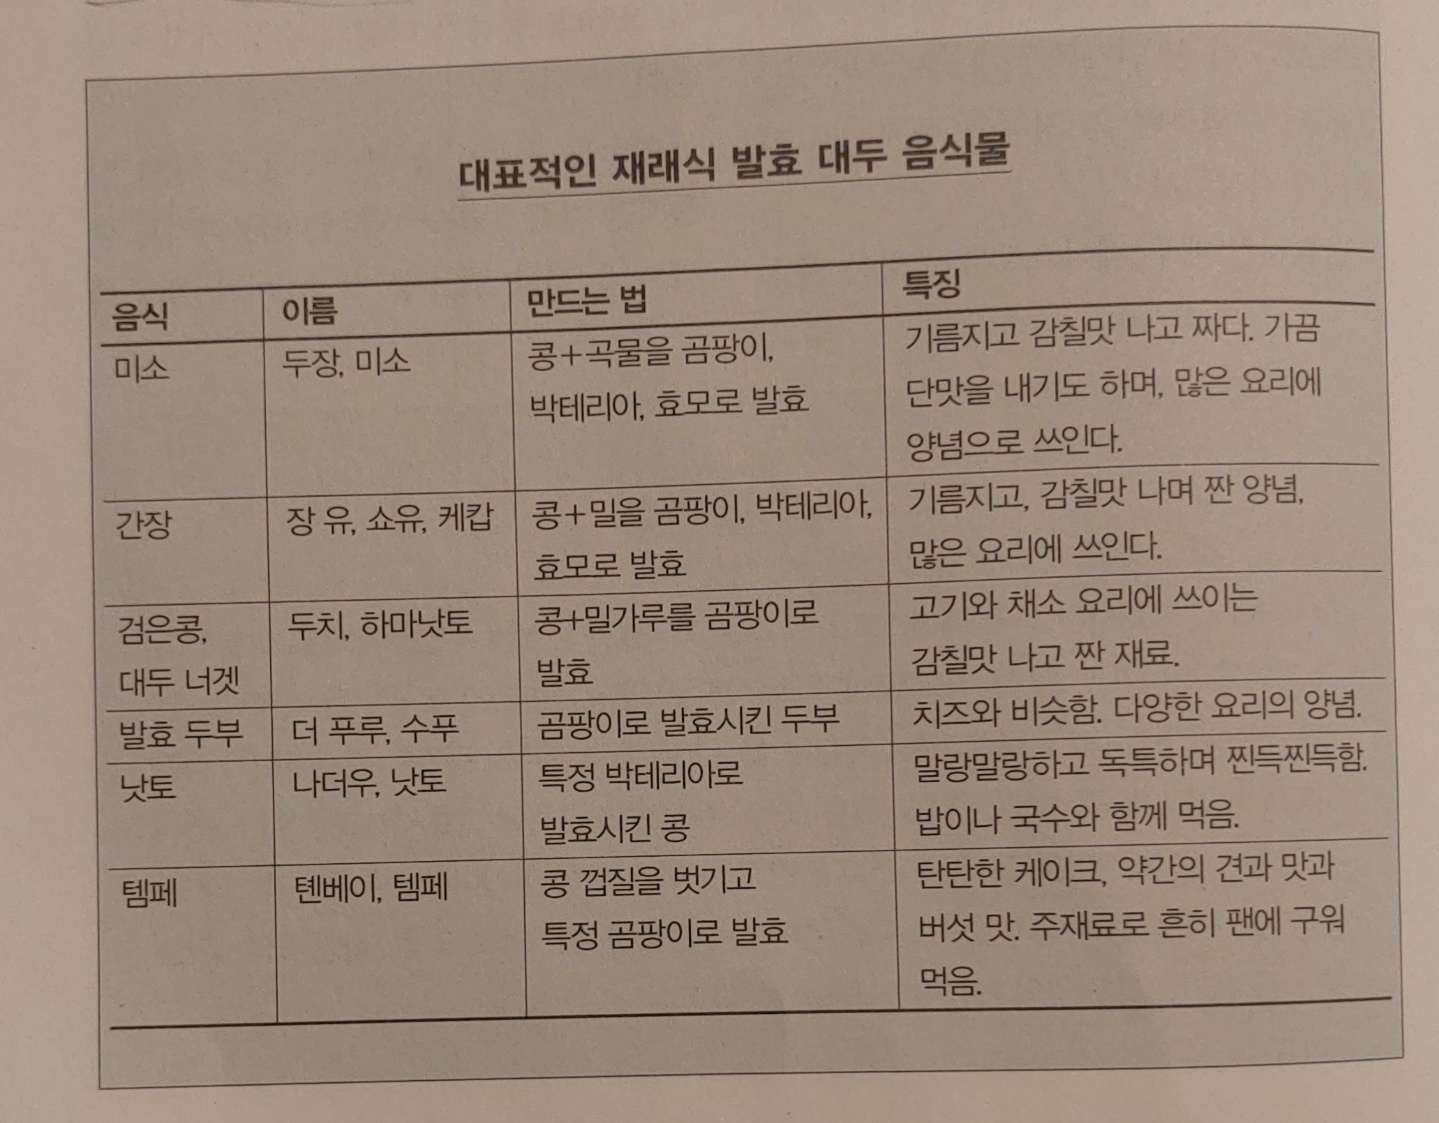 대표적인 재래식 발효 대두 음식물
음식 이름 만드는 법 특징
미소 두장, 미소 콩+곡물을 곰팡이, 기름지고 감칠맛 나고 짜다. 가끔
박테리아, 효모로 발효 단맛을 내기도 하며, 많은 요리에
양념으로 쓰인다.
간장 장 유, 쇼유, 케캅 콩+밀을 곰팡이, 박테리아, 기름지고, 감칠맛 나며 짠 양념,
효모로 발효 많은 요리에 쓰인다.
검은콩, 두치, 하마낫토 콩+밀가루를 곰팡이로 고기와 채소 요리에 쓰이는
대두 너겟 발효 감칠맛 나고 짠 재료.
발효 두부 더 푸루, 수푸 곰팡이로 발효시킨 두부 치즈와 비슷함. 다양한 요리의 양념.
낫토 나더우, 낫토 특정 박테리아로 말랑말랑하고 독특하며 찐득찐득함.
발효시킨 콩 밥이나 국수와 함께 먹음.
템페 톈베이, 템페 콩 껍질을 벗기고 탄탄한 케이크, 약간의 견과 맛과
특정 곰팡이로 발효 버섯 맛. 주재료로 흔히 팬에 구워
먹음.